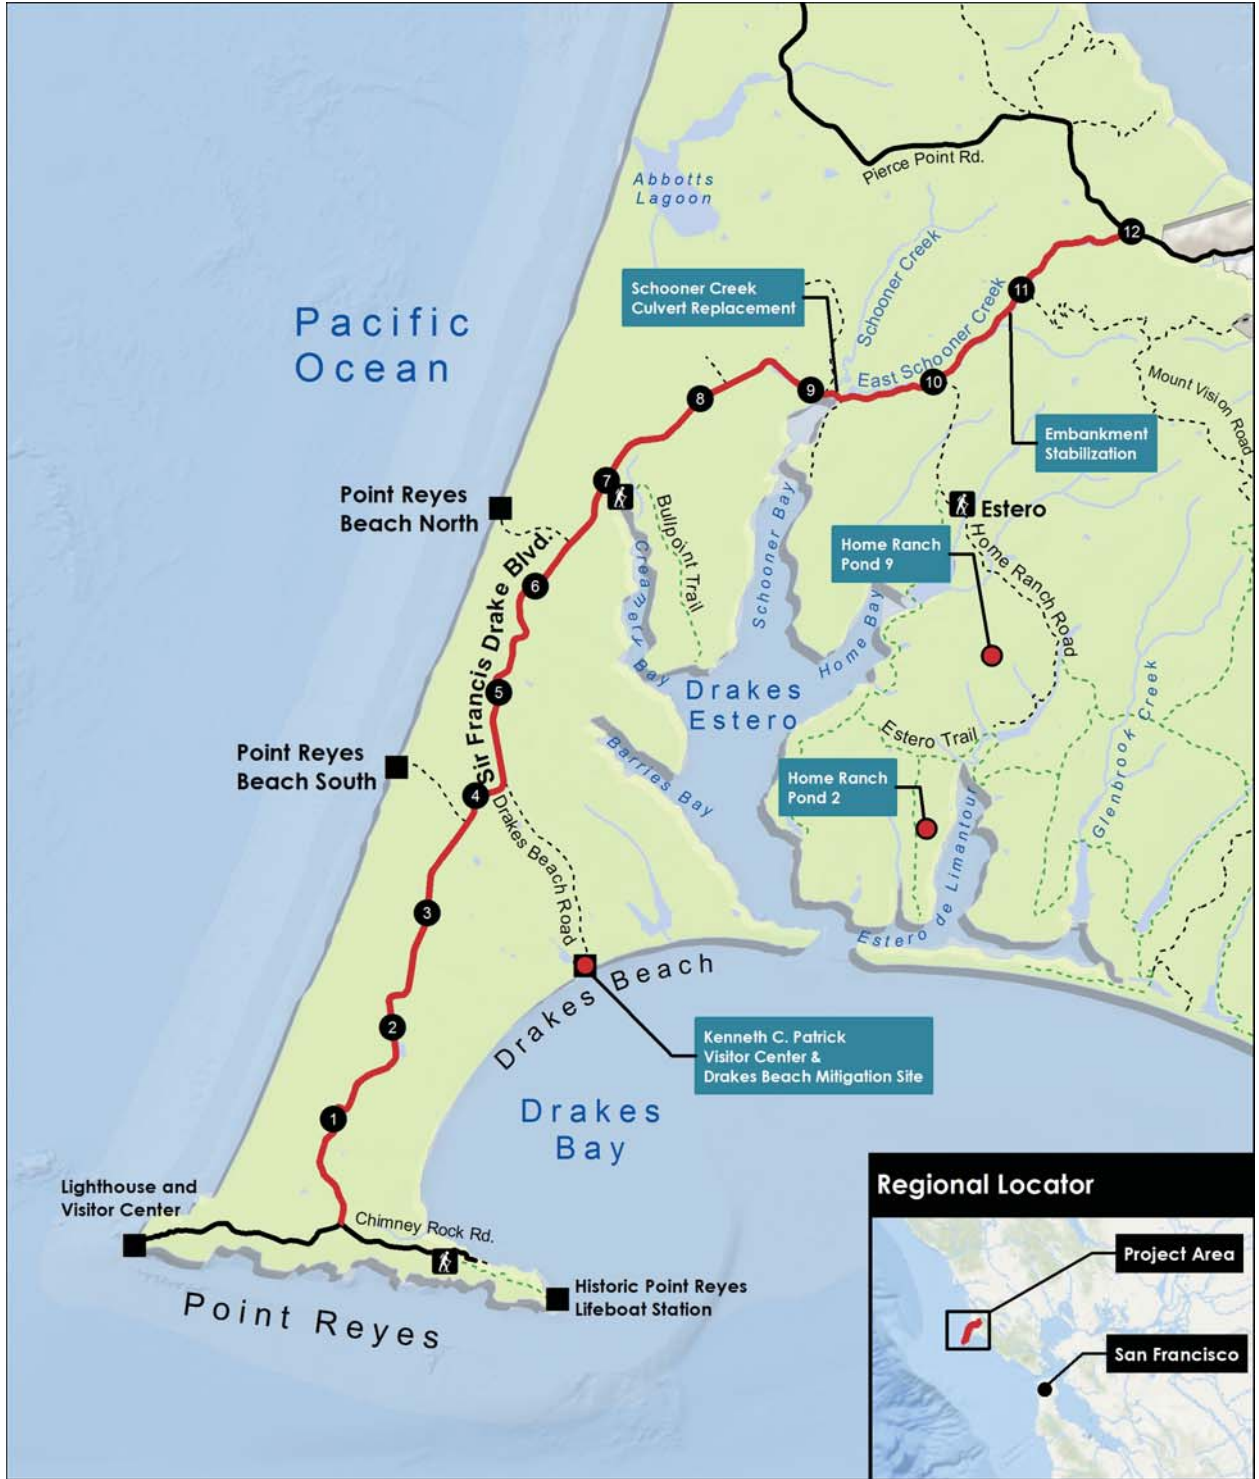 Abbotts
Lagoon
Pierce Point Rd.
12
Schooner Creek
Culvert Replacement
Schooner Creek
11
Pacific
Ocean
East Schooner Creek
9
10
8
Mount Vision Road
Embankment
Stabilization
7
Point Reyes
Beach North
Bullpoint Trail
Schooner Bay
Estero
Home Ranch
Pond 9
Home Ranch Road
Creamery Bay
6
Sir Francis Drake Blvd.
Home Bay
5
Drakes
Estero
Glenbrook Creek
Estero Trail
Point Reyes
Beach South
Barries Bay
Home Ranch
Pond 2
4
Drakes Beach Road
Estero de Limantour
3
Drakes Beach
2
Kenneth C. Patrick
Visitor Center &
Drakes Beach Mitigation Site
Drakes
Bay
1
Lighthouse and
Visitor Center
Chimney Rock Rd.
Historic Point Reyes
Lifeboat Station
Point Reyes
Regional Locator
Project Area
San Francisco